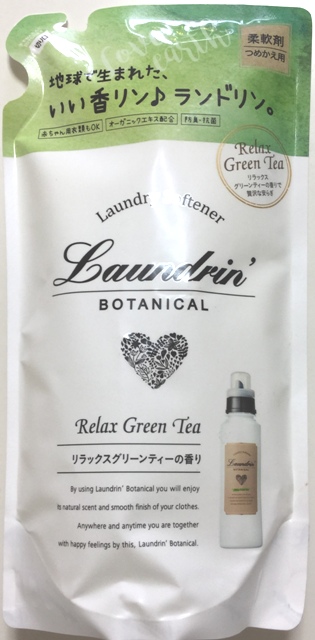 柔軟剤
つめかえ用
地球で生まれた、
いい香リン♪ランドリン。
赤ちゃん用衣類もOK オーガニックエキス配合 防臭・抗菌
Relax
Green Tea
リラックス
グリーンティーの香りで
贅沢な安らぎ
Laundry Softener
Laundrin'
BOTANICAL
Relax Green Tea
リラックスグリーンティーの香り
By using Laundrin' Botanical you will enjoy
its natural scent and smooth finish of your clothes.
Anywhere and anytime you are together
with happy feelings by this, Laundrin' Botanical.
Laundrin'